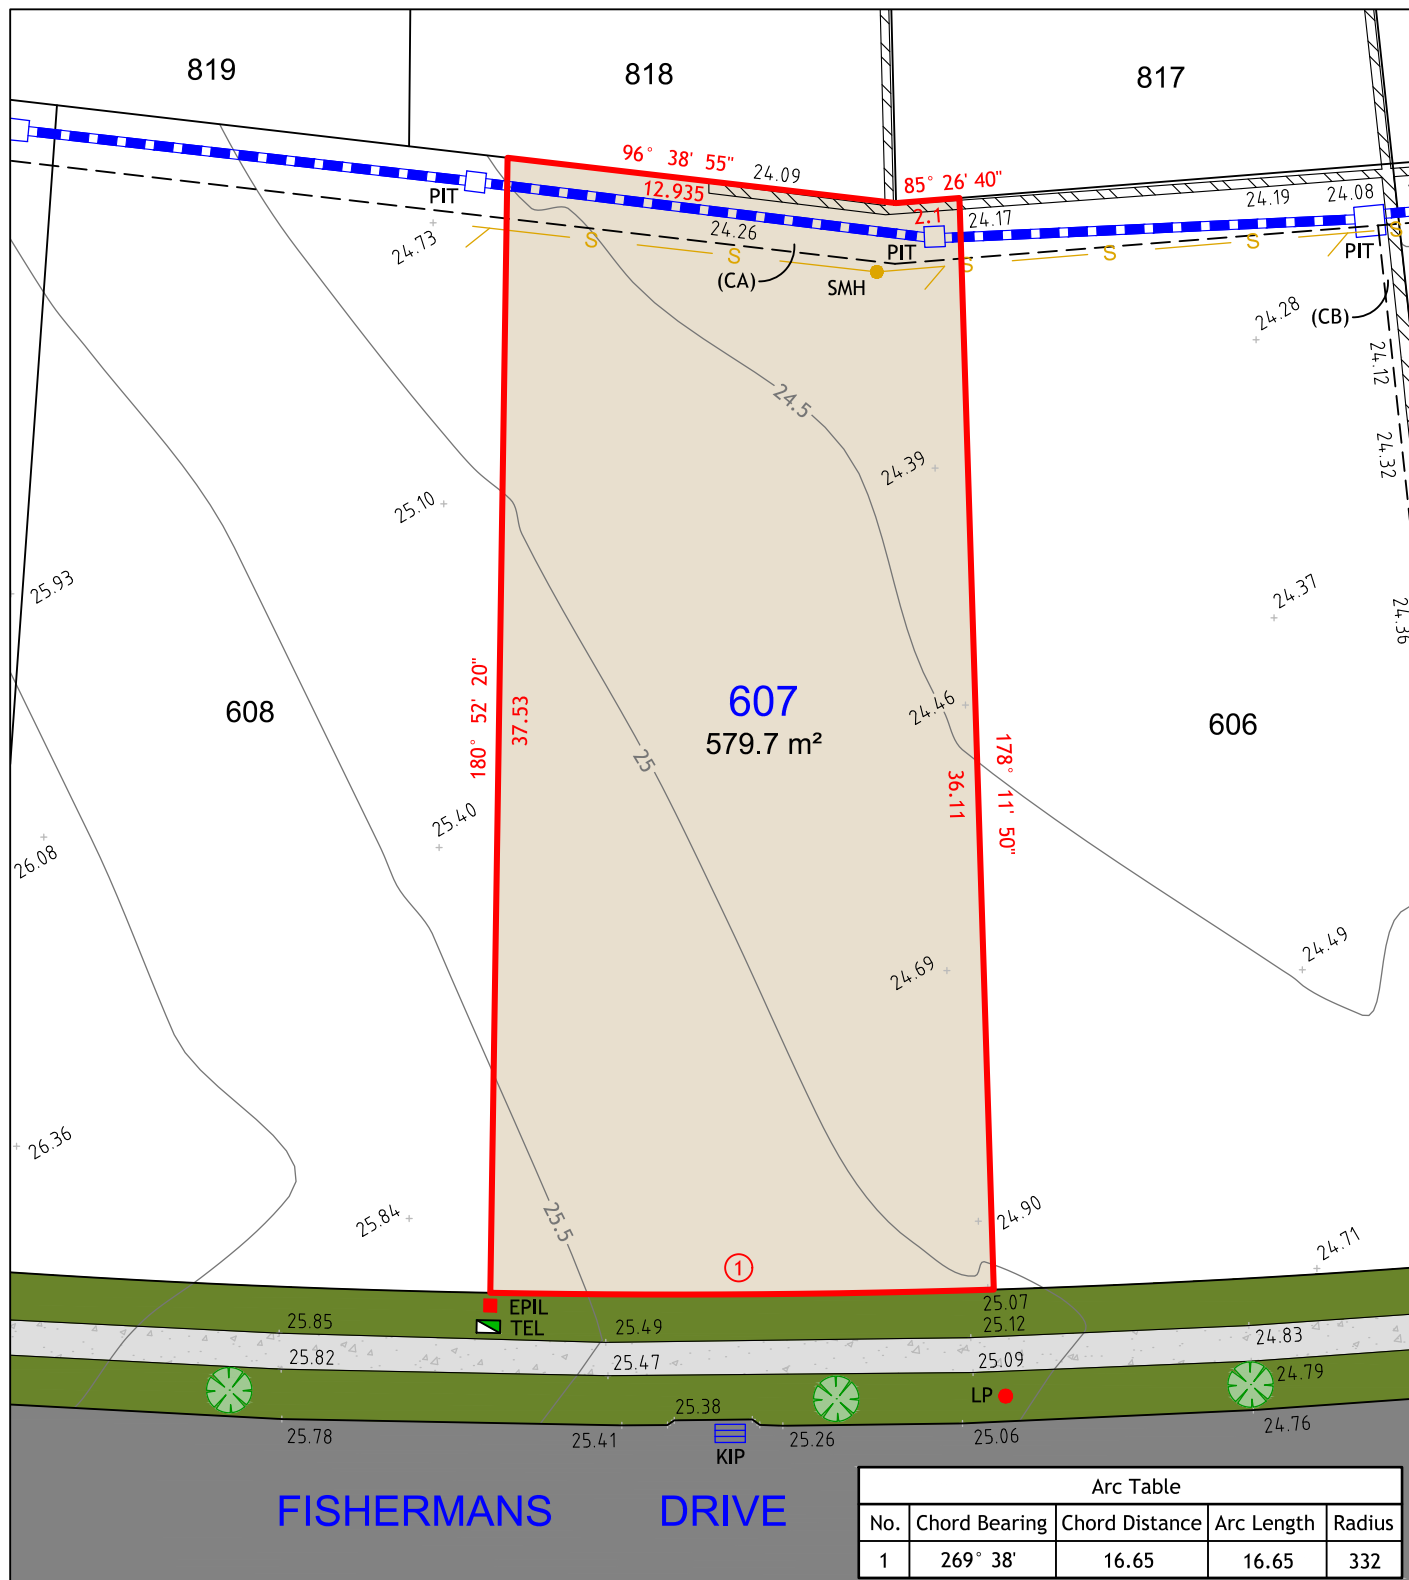 819
818
817
96° 38' 55"
24.09
85° 26' 40"
12.935
2.1
24.17
24.19
24.08
PIT
24.73
24.26
S
S
S
S
S
S
PIT
PIT
(CA)
SMH
24.28
(CB)
24.12
24.5
24.39
24.32
25.10
25.93
24.37
24.36
180° 52' 20"
37.53
608
607
579.7 m²
24.46
606
25
36.11
178° 11' 50"
25.40
26.08
24.69
24.49
26.36
25.84
25.5
24.90
24.71
1
EPIL
TEL
25.07
25.85
25.49
25.12
24.83
25.82
25.47
25.09
24.79
LP
25.38
25.78
25.41
25.26
25.06
24.76
KIP
FISHERMANS DRIVE
Arc Table
No. Chord Bearing Chord Distance Arc Length Radius
1 269° 38' 16.65 16.65 332